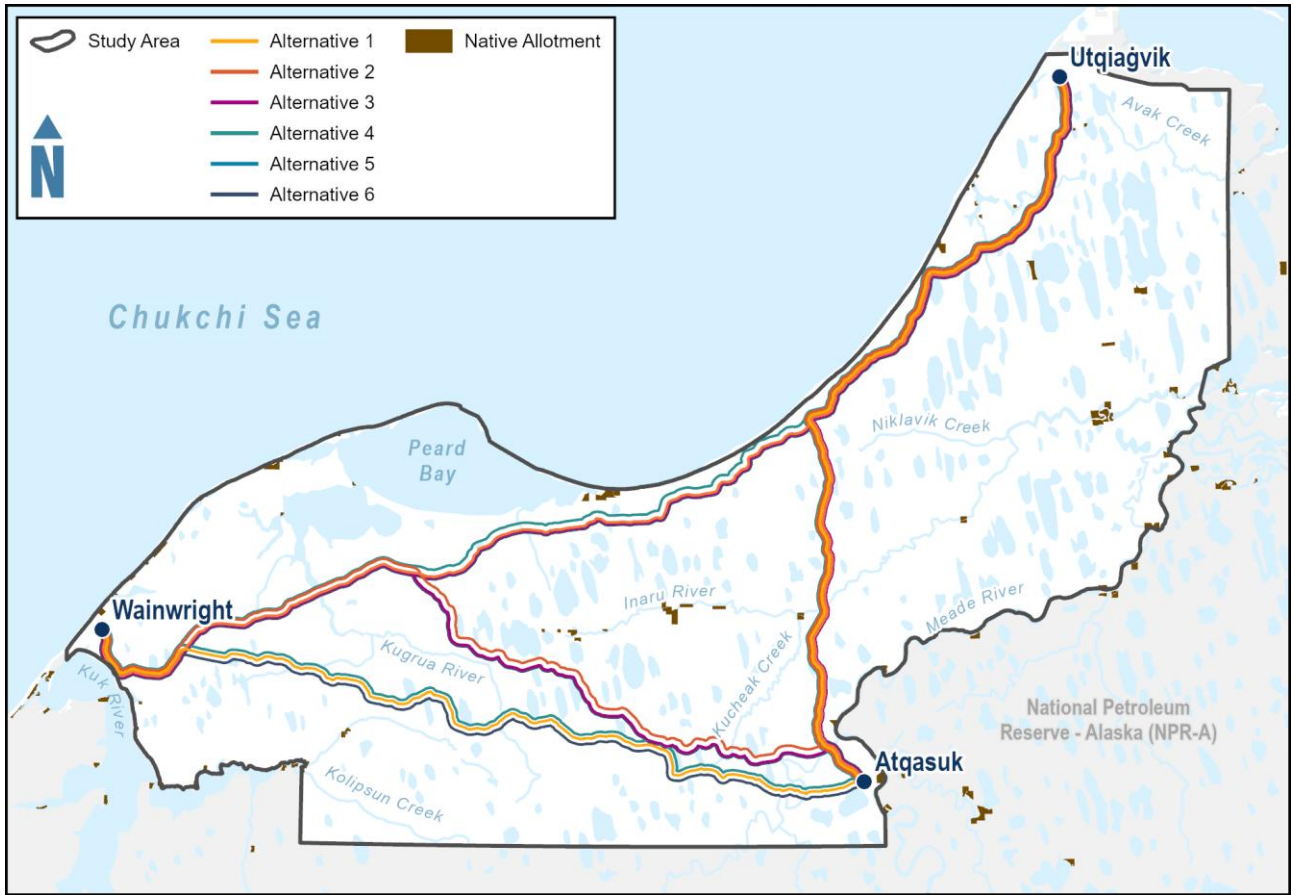 Study Area
Alternative 1
Alternative 2
Alternative 3
Alternative 4
Alternative 5
Alternative 6
Native Allotment
N
Utqiaġvik
Avak Creek
Chukchi Sea
Peard
Bay
Niklavik Creek
Wainwright
Inaru River
Meade River
Kugrua River
Kucheak Creek
Kuk River
National Petroleum
Reserve - Alaska (NPR-A)
Atqasuk
Kolipsun Creek